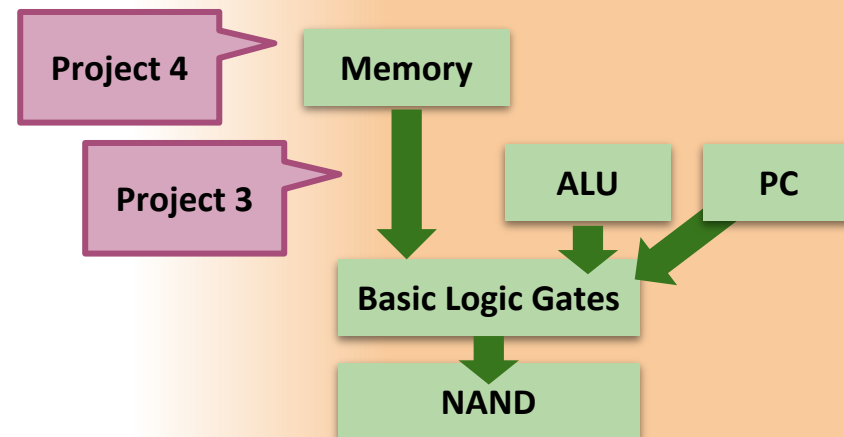 Project 4
Memory
Project 3
ALU
PC
Basic Logic Gates
NAND